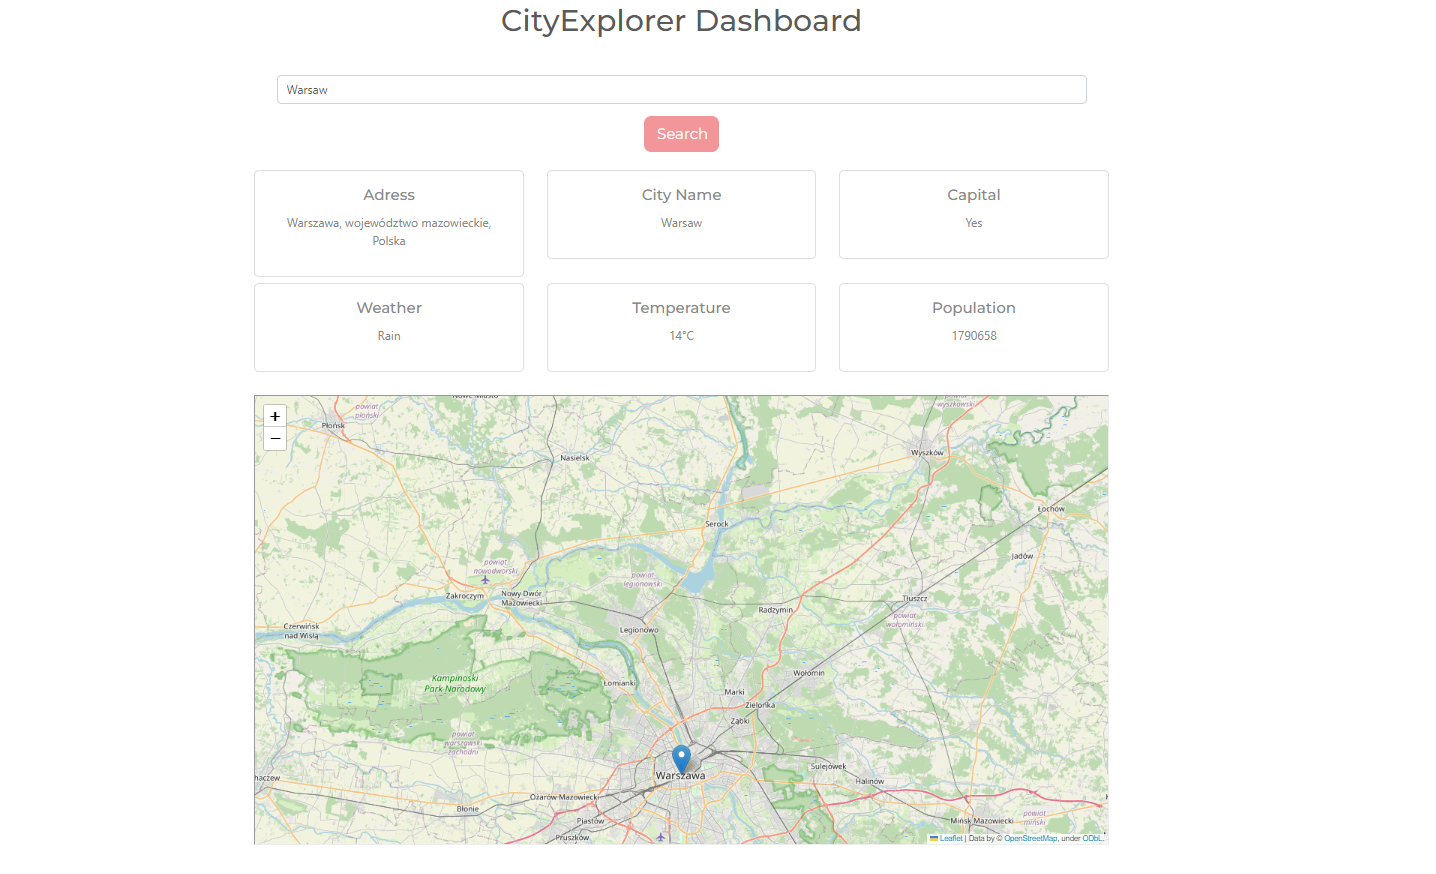 CityExplorer Dashboard
Warsaw
Search
Adress
Warszawa, województwo mazowieckie,
Polska
City Name
Warsaw
Capital
Yes
Weather
Rain
Temperature
14°C
Population
1790658
+
−
powiat
płoński
Płońsk
Nowe Miasto
Nasielsk
powiat
wyszkowski
Wyszków
Łochów
Serock
Jadów
powiat
nowodworski
powiat
legionowski
Zakroczym
Nowy Dwór
Mazowiecki
Radzymin
Tłuszcz
powiat
wołomiński
Czerwińsk
nad Wisłą
Legionowo
Kampinoski
Park Narodowy
Łomianki
Wołomin
Marki
Zielonka
Ząbki
powiat
warszawski
zachodni
Warszawa
Sulejówek
Halinów
haczew
Ożarów Mazowiecki
Błonie
Piastów
Pruszków
Mińsk Mazowiecki
powiat
miński
Leaflet | Data by © OpenStreetMap, under ODbL.